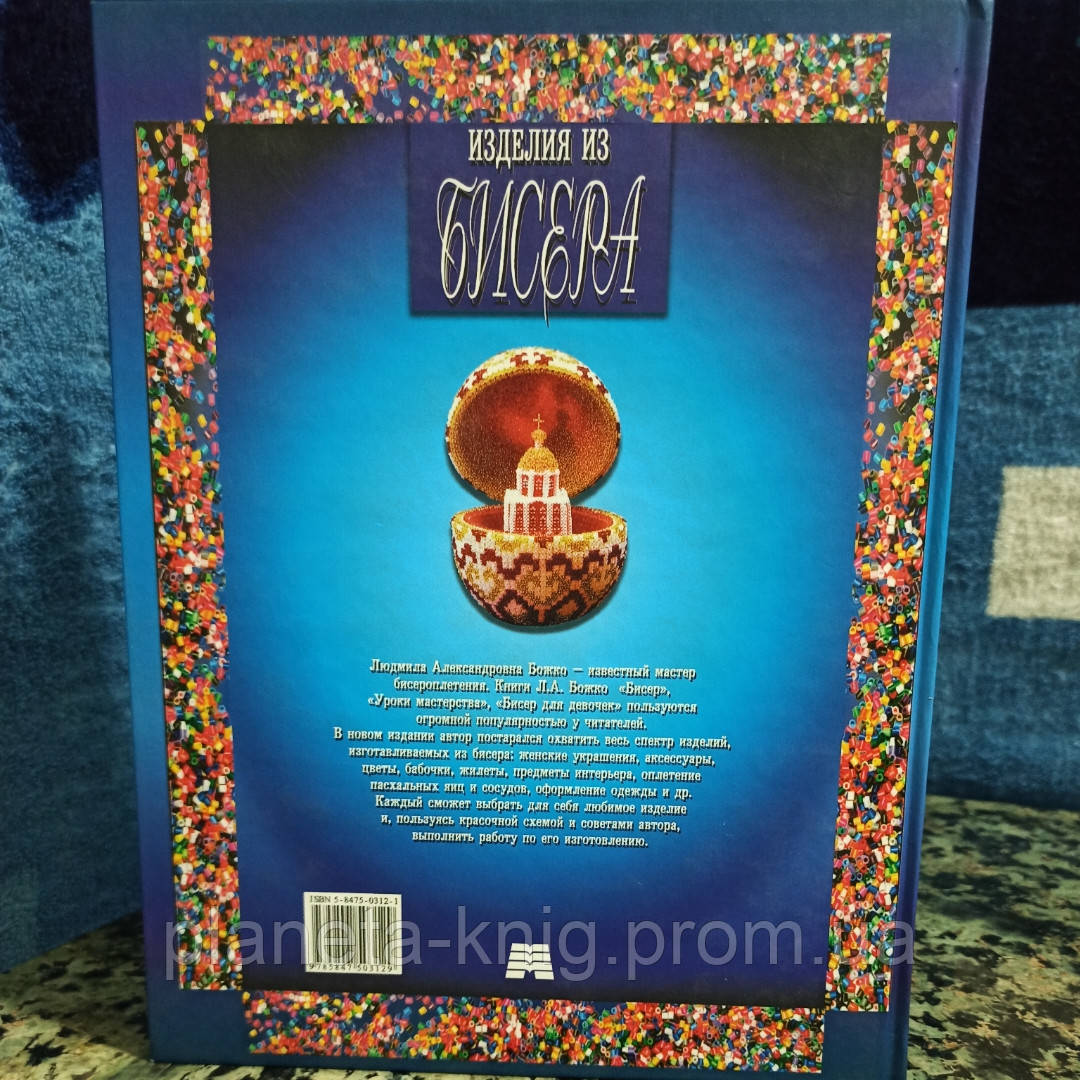 ИЗДЕЛИЯ ИЗ
БИСЕРА
Людмила Александровна Божко — известный мастер
бисероплетения. Книги Л.А. Божко «Бисер»,
«Уроки мастерства», «Бисер для девочек» пользуются
огромной популярностью у читателей.
В новом издании автор постарался охватить весь спектр изделий,
изготавливаемых из бисера: женские украшения, аксессуары,
цветы, бабочки, жилеты, предметы интерьера, оплетение
пасхальных яиц и сосудов, оформление одежды и др.
Каждый сможет выбрать для себя любимое изделие
и, пользуясь красочной схемой и советами автора,
выполнить работу по его изготовлению.
ISBN 5-8475-0312-1
9785847503129
planeta-knig.prom.ua